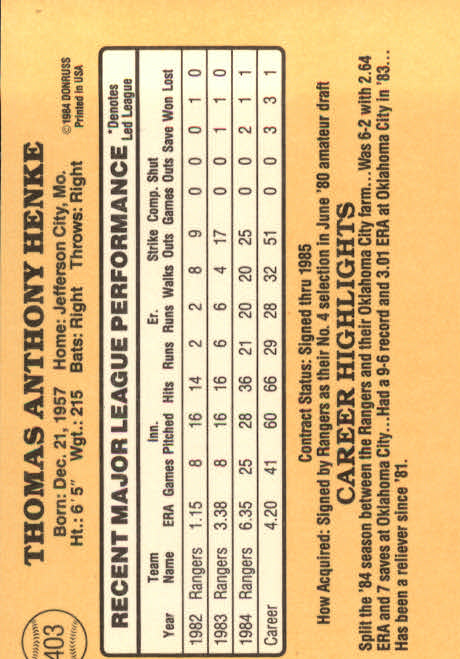 403
THOMAS ANTHONY HENKE
Born: Dec. 21, 1957 Home: Jefferson City, Mo.
Ht.: 6' 5" Wgt.: 215 Bats: Right Throws: Right
©1984 DONRUSS
Printed in USA
RECENT MAJOR LEAGUE PERFORMANCE *Denotes Led League
Year Team Name ERA Games Inn. Pitched Hits Runs Er. Runs Walks Strike Outs Comp. Games Shut Outs Save Won Lost
1982 Rangers 1.15 8 16 14 2 2 8 9 0 0 0 1 0
1983 Rangers 3.38 8 16 16 6 6 4 17 0 0 1 1 0
1984 Rangers 6.35 25 28 36 21 20 20 25 0 0 2 1 1
Career 4.20 41 60 66 29 28 32 51 0 0 3 3 1
Contract Status: Signed thru 1985
How Acquired: Signed by Rangers as their No. 4 selection in June '80 amateur draft
CAREER HIGHLIGHTS
Split the '84 season between the Rangers and their Oklahoma City farm...Was 6-2 with 2.64
ERA and 7 saves at Oklahoma City...Had a 9-6 record and 3.01 ERA at Oklahoma City in '83...
Has been a reliever since '81.